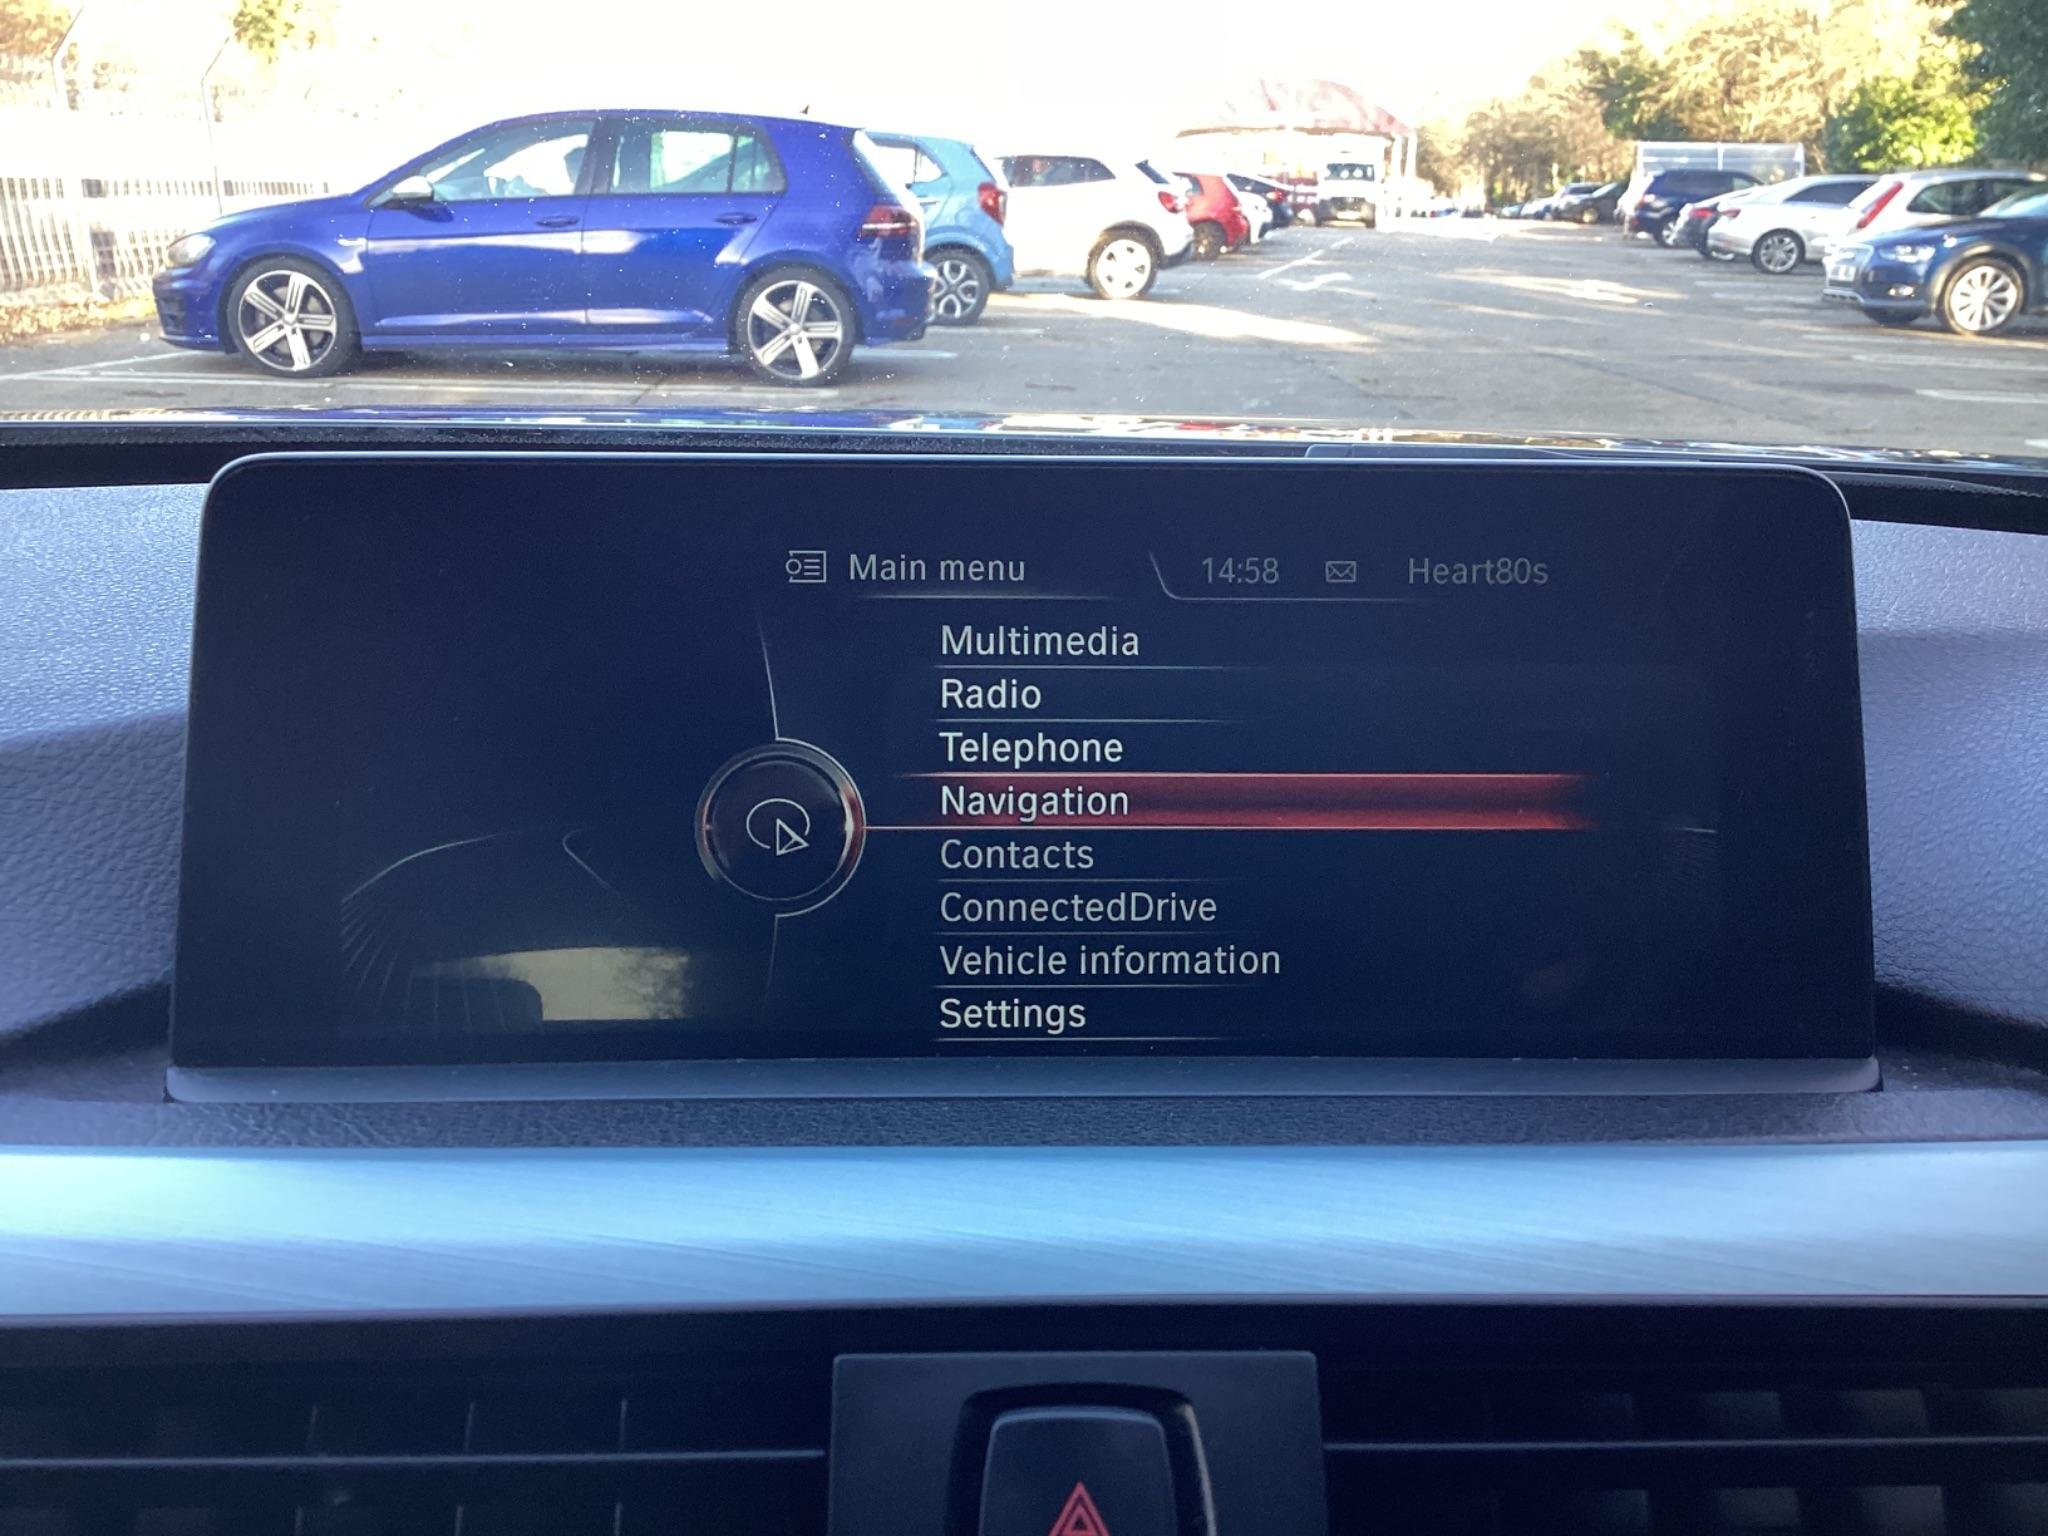 Main menu 14:58 Heart80s
Multimedia
Radio
Telephone
Navigation
Contacts
ConnectedDrive
Vehicle information
Settings